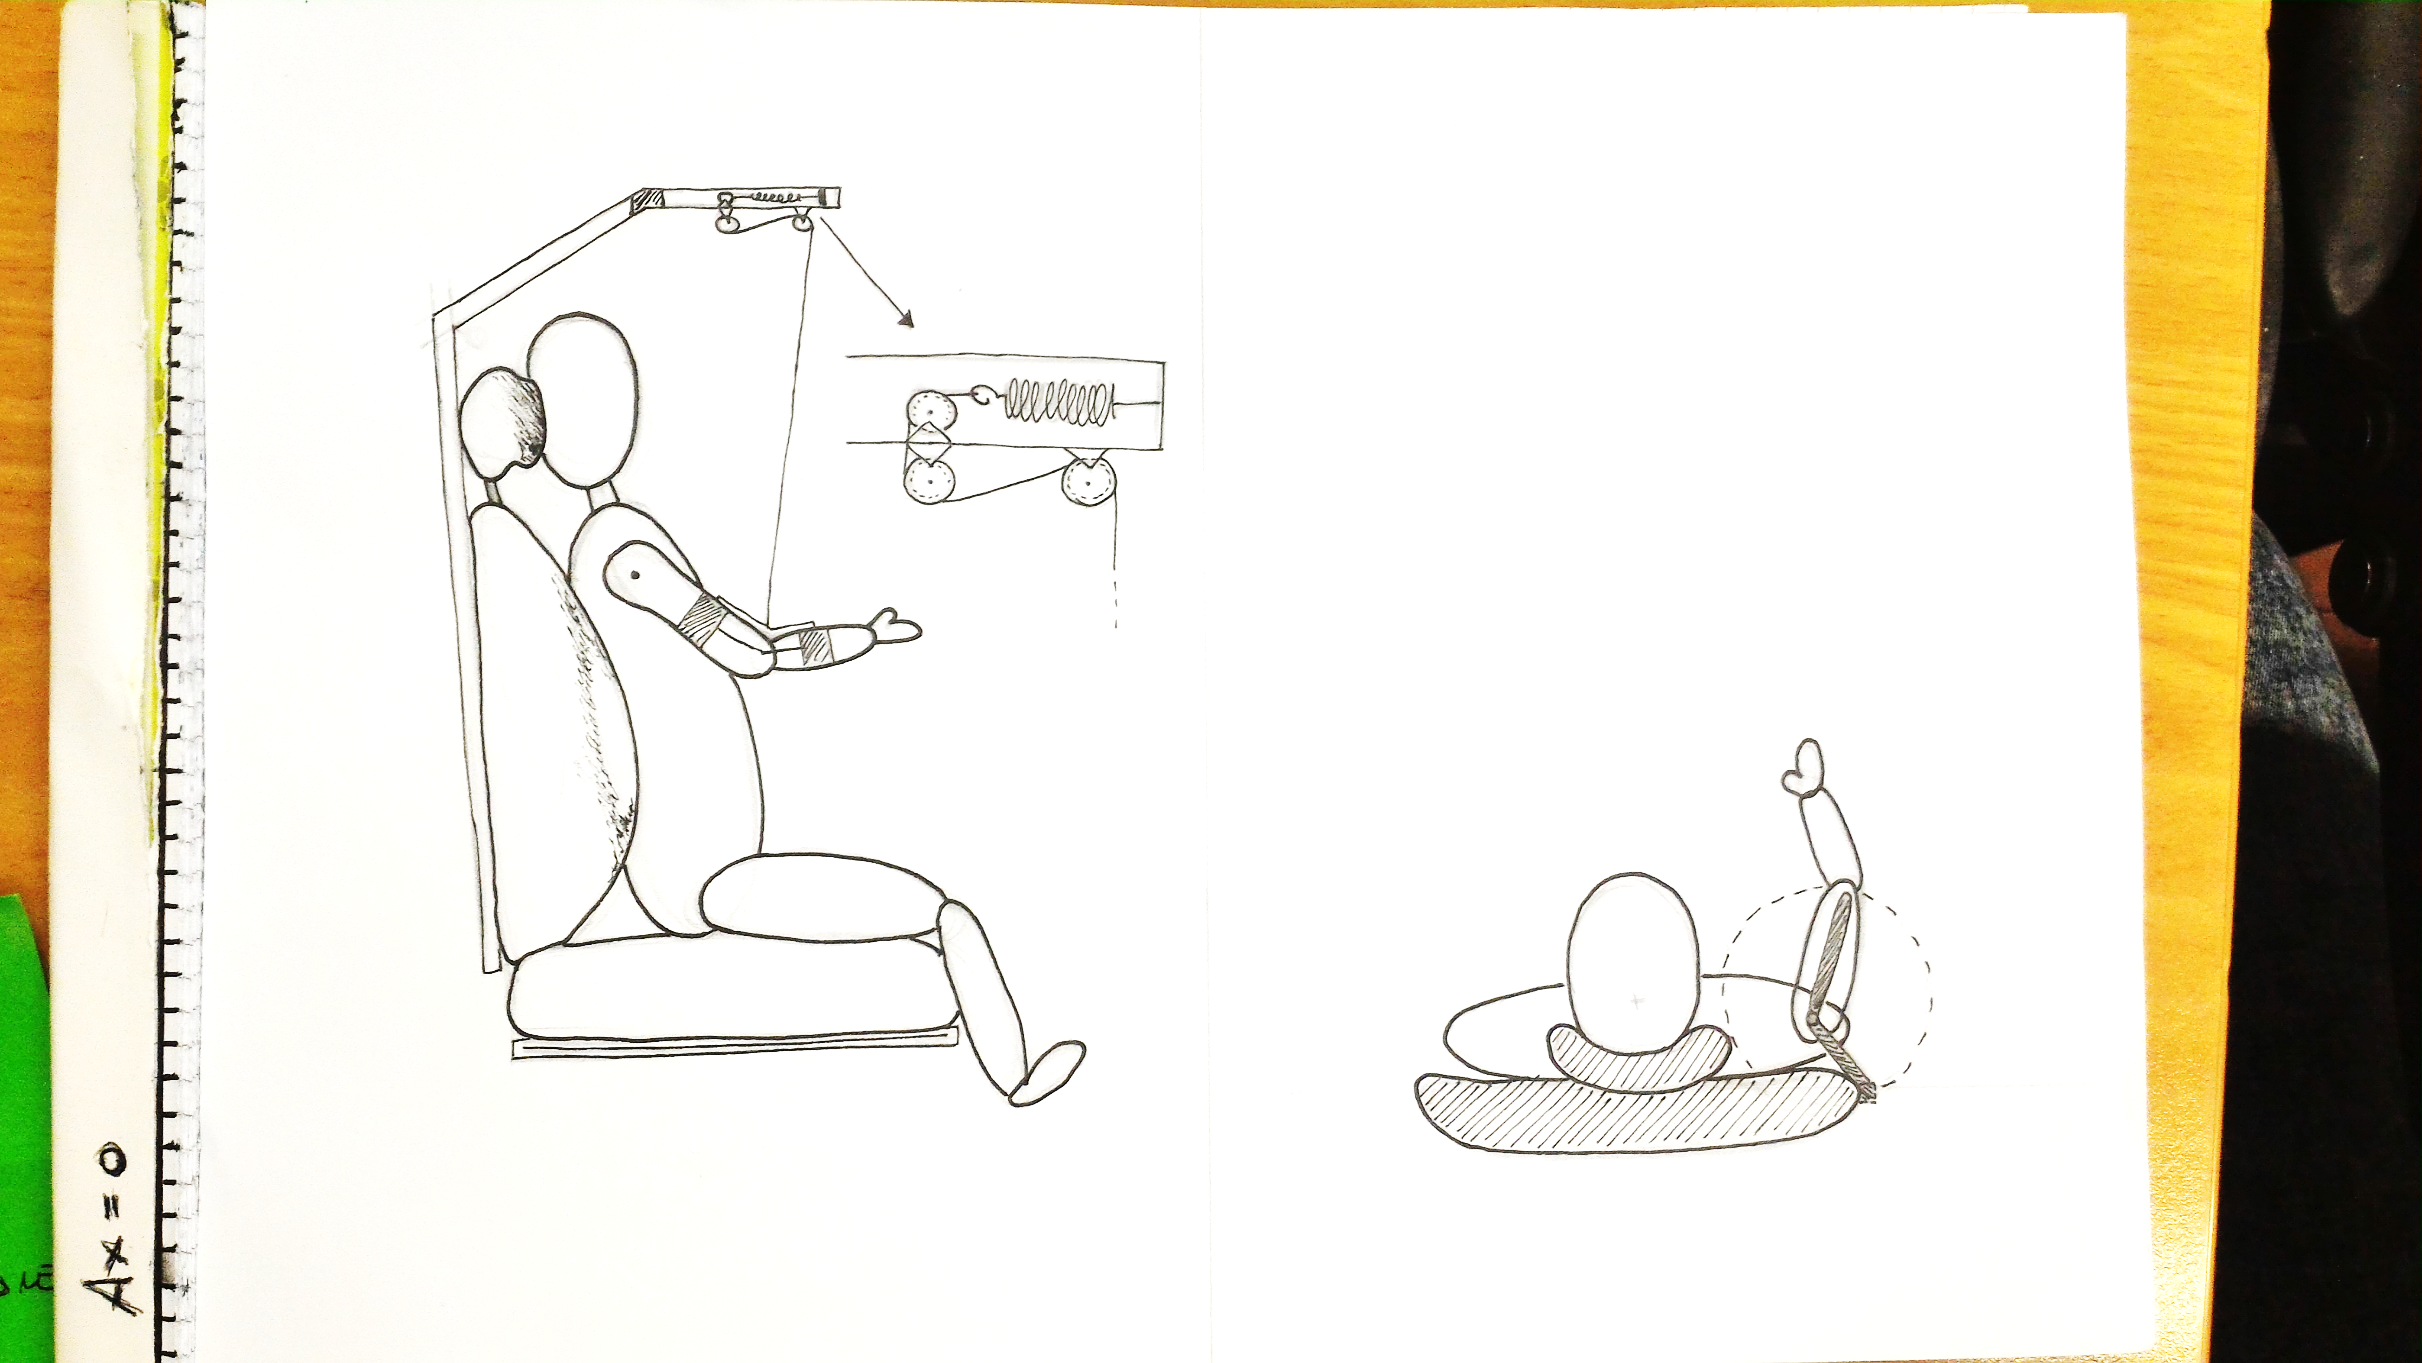 Ax = 0